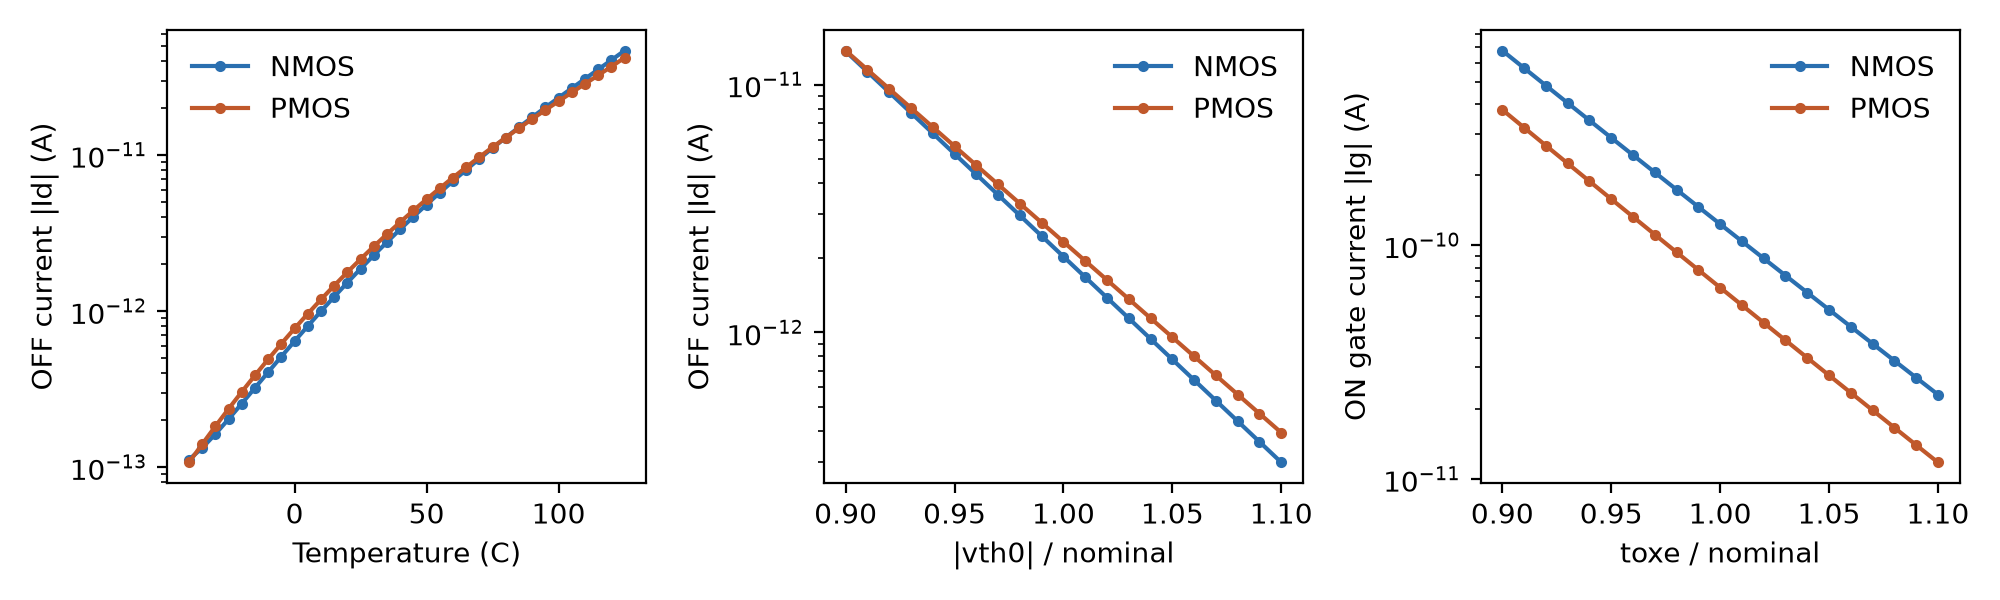 OFF current |Id| (A)
10⁻¹¹
10⁻¹²
10⁻¹³
NMOS
PMOS
0 50 100
Temperature (C)
OFF current |Id| (A)
10⁻¹¹
10⁻¹²
NMOS
PMOS
0.90 0.95 1.00 1.05 1.10
|vth0| / nominal
ON gate current |Ig| (A)
10⁻¹⁰
10⁻¹¹
NMOS
PMOS
0.90 0.95 1.00 1.05 1.10
toxe / nominal